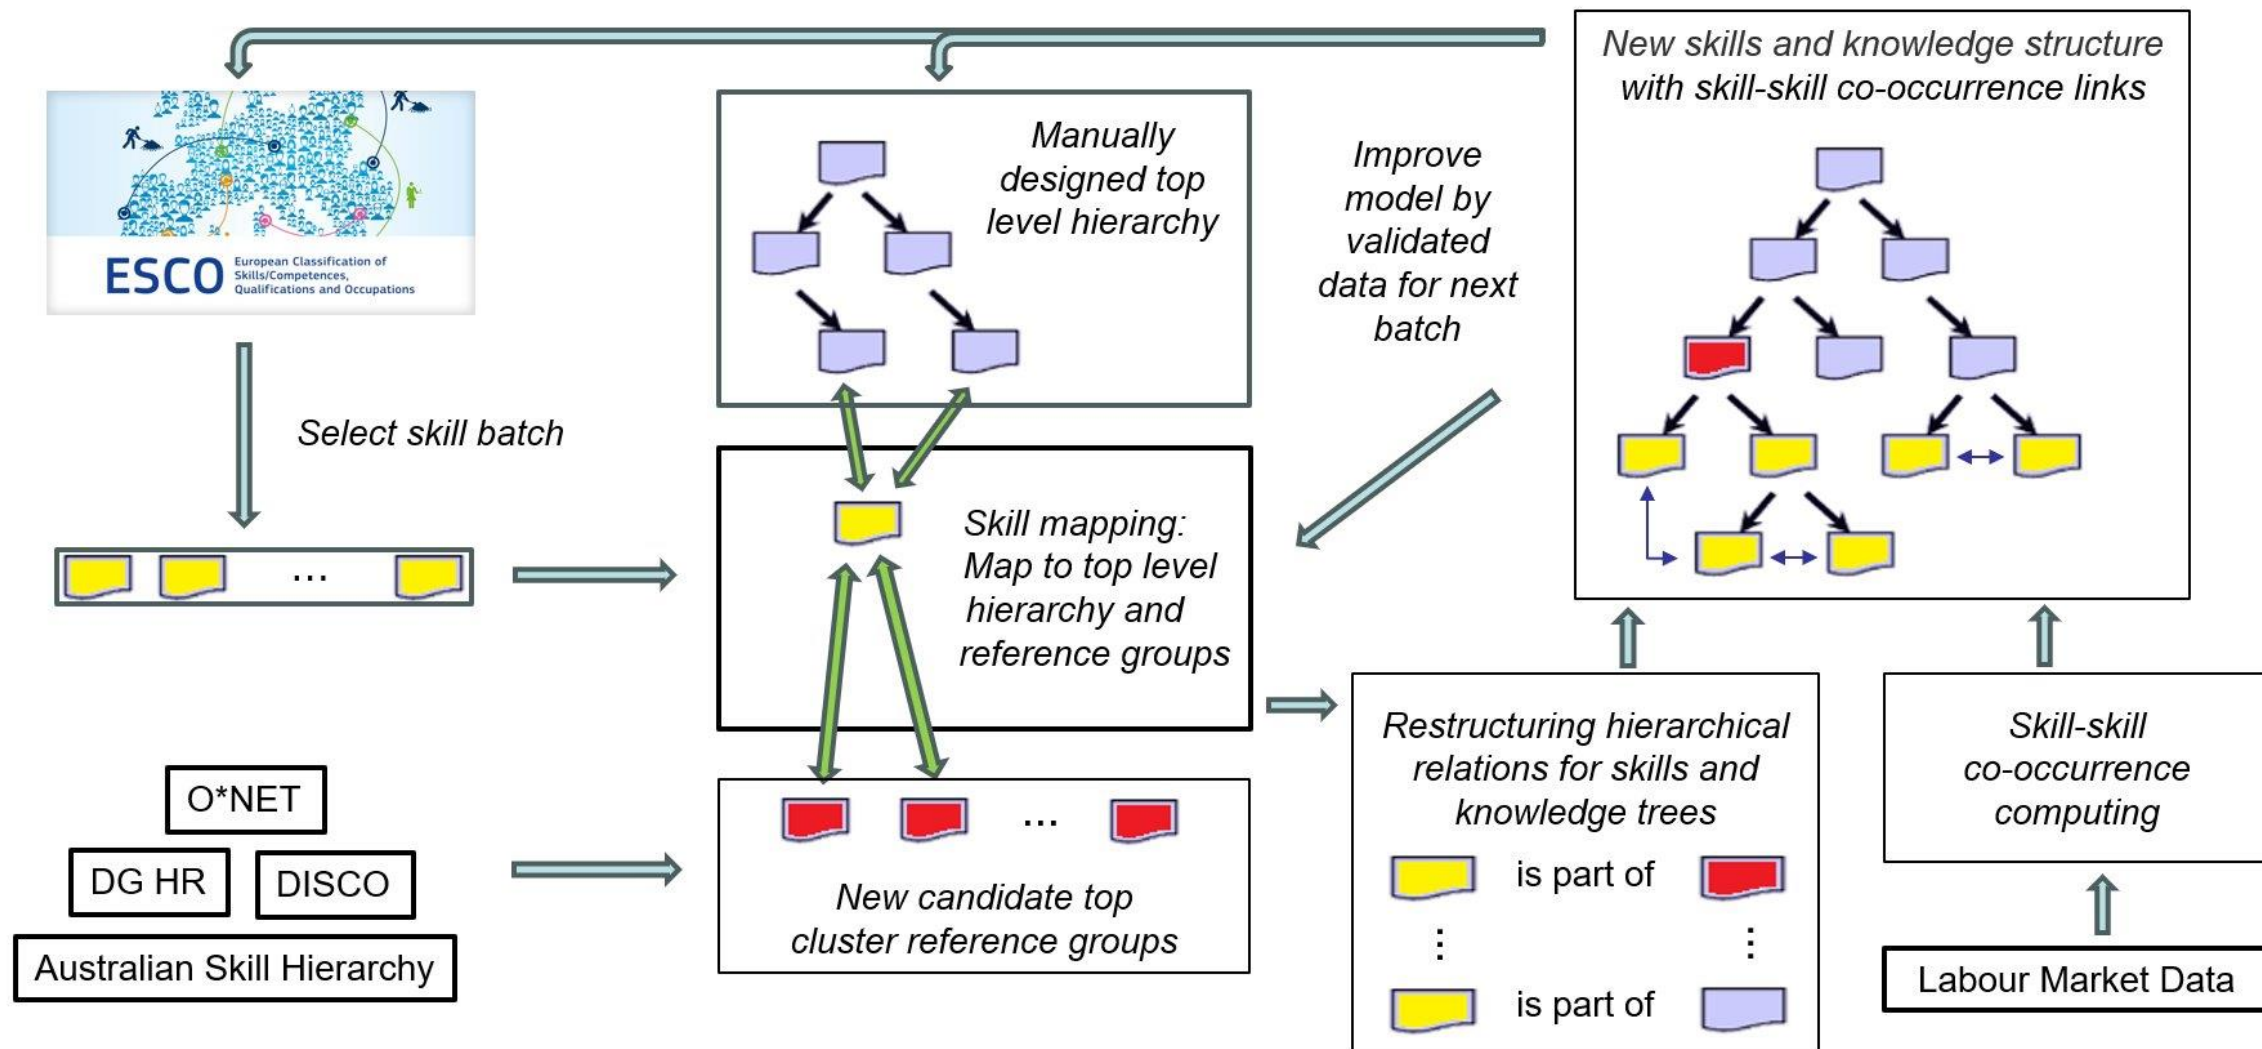 ESCO
European Classification of
Skills/Competences,
Qualifications and Occupations
Select skill batch
...
O*NET
DG HR
DISCO
Australian Skill Hierarchy
Manually
designed top
level hierarchy
Skill mapping:
Map to top level
hierarchy and
reference groups
...
New candidate top
cluster reference groups
Improve
model by
validated
data for next
batch
New skills and knowledge structure
with skill-skill co-occurrence links
Restructuring hierarchical
relations for skills and
knowledge trees
is part of
is part of
Skill-skill
co-occurrence
computing
Labour Market Data